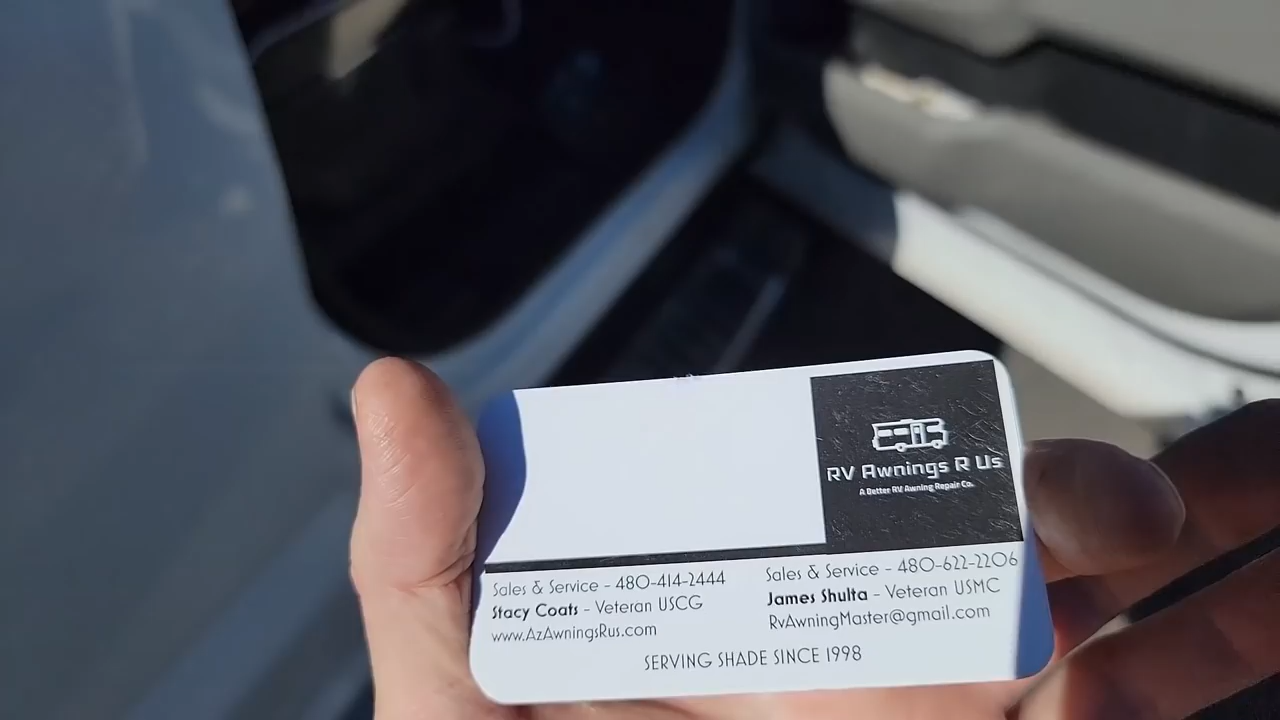 RV Awnings R Us
A Better RV Awning Repair Co.
Sales & Service - 480-414-2444
Stacy Coats - Veteran USCG
www.AzAwningsRus.com
Sales & Service - 480-622-2206
James Shulta - Veteran USMC
RvAwningMaster@gmail.com
SERVING SHADE SINCE 1998